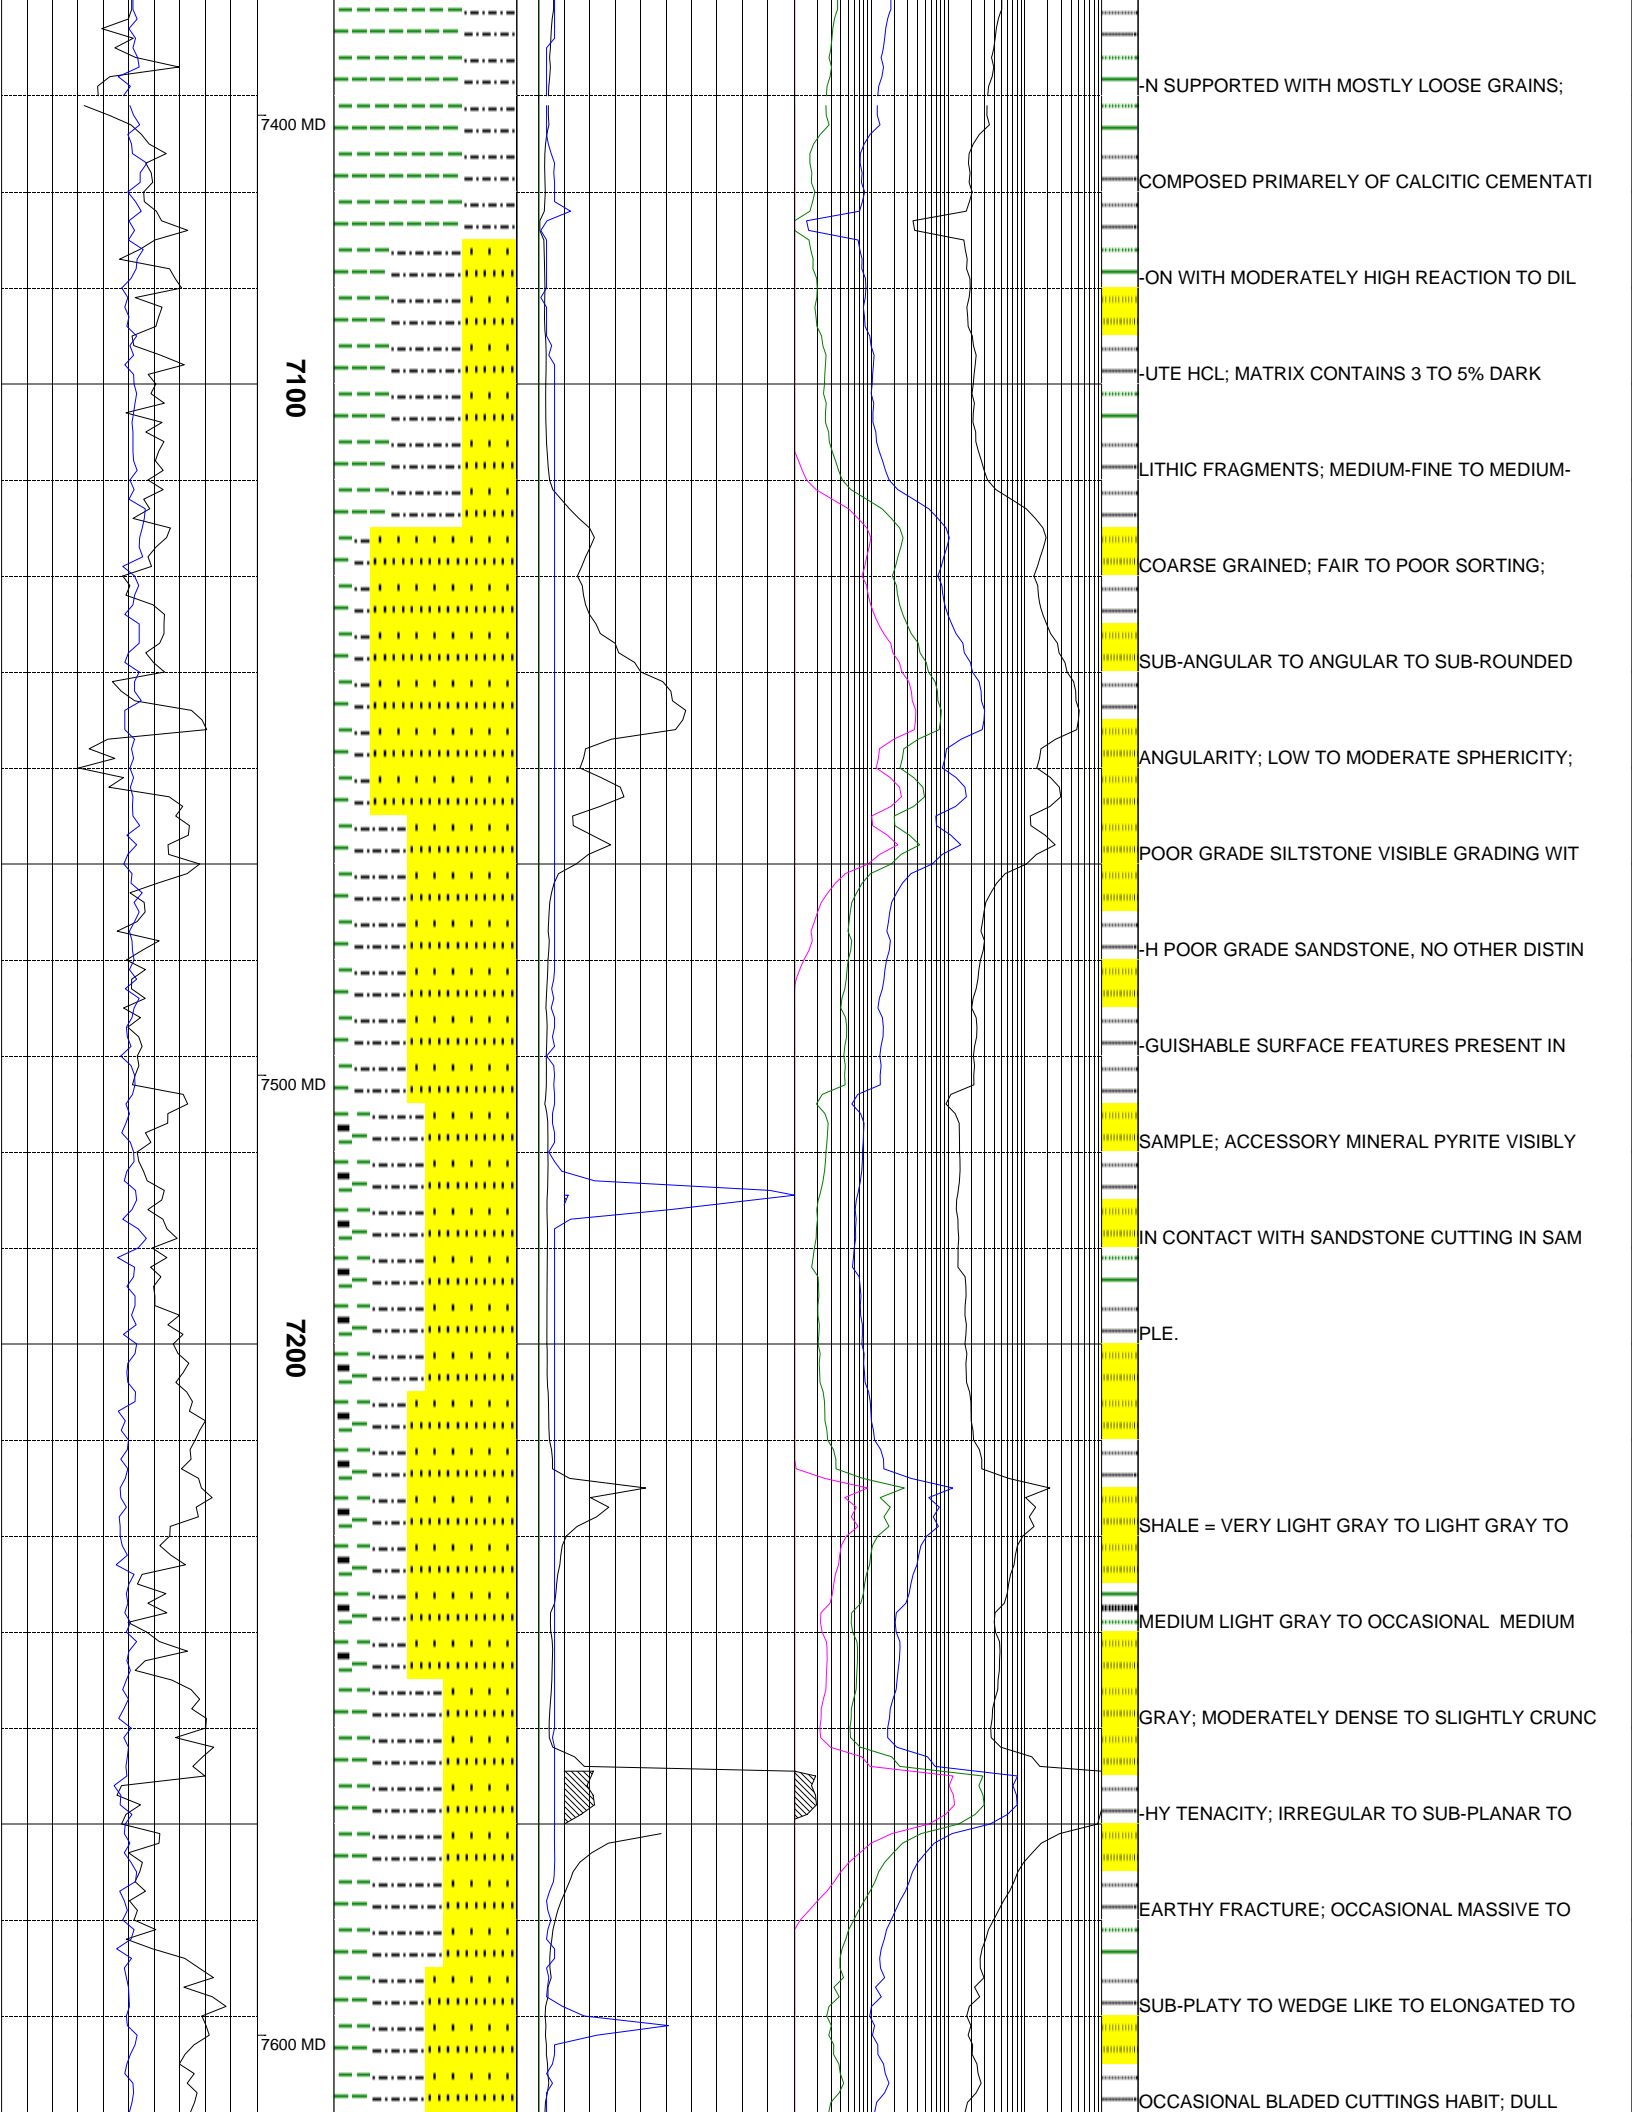 -N SUPPORTED WITH MOSTLY LOOSE GRAINS;
7400 MD
COMPOSED PRIMARELY OF CALCITIC CEMENTATI
-ON WITH MODERATELY HIGH REACTION TO DIL
-UTE HCL; MATRIX CONTAINS 3 TO 5% DARK
7100
LITHIC FRAGMENTS; MEDIUM-FINE TO MEDIUM-
COARSE GRAINED; FAIR TO POOR SORTING;
SUB-ANGULAR TO ANGULAR TO SUB-ROUNDED
ANGULARITY; LOW TO MODERATE SPHERICITY;
POOR GRADE SILTSTONE VISIBLE GRADING WIT
-H POOR GRADE SANDSTONE, NO OTHER DISTIN
-GUISHABLE SURFACE FEATURES PRESENT IN
7500 MD
SAMPLE; ACCESSORY MINERAL PYRITE VISIBLY
IN CONTACT WITH SANDSTONE CUTTING IN SAM
PLE.
7200
SHALE = VERY LIGHT GRAY TO LIGHT GRAY TO
MEDIUM LIGHT GRAY TO OCCASIONAL  MEDIUM
GRAY; MODERATELY DENSE TO SLIGHTLY CRUNC
-HY TENACITY; IRREGULAR TO SUB-PLANAR TO
EARTHY FRACTURE; OCCASIONAL MASSIVE TO
SUB-PLATY TO WEDGE LIKE TO ELONGATED TO
7600 MD
OCCASIONAL BLADED CUTTINGS HABIT; DULL